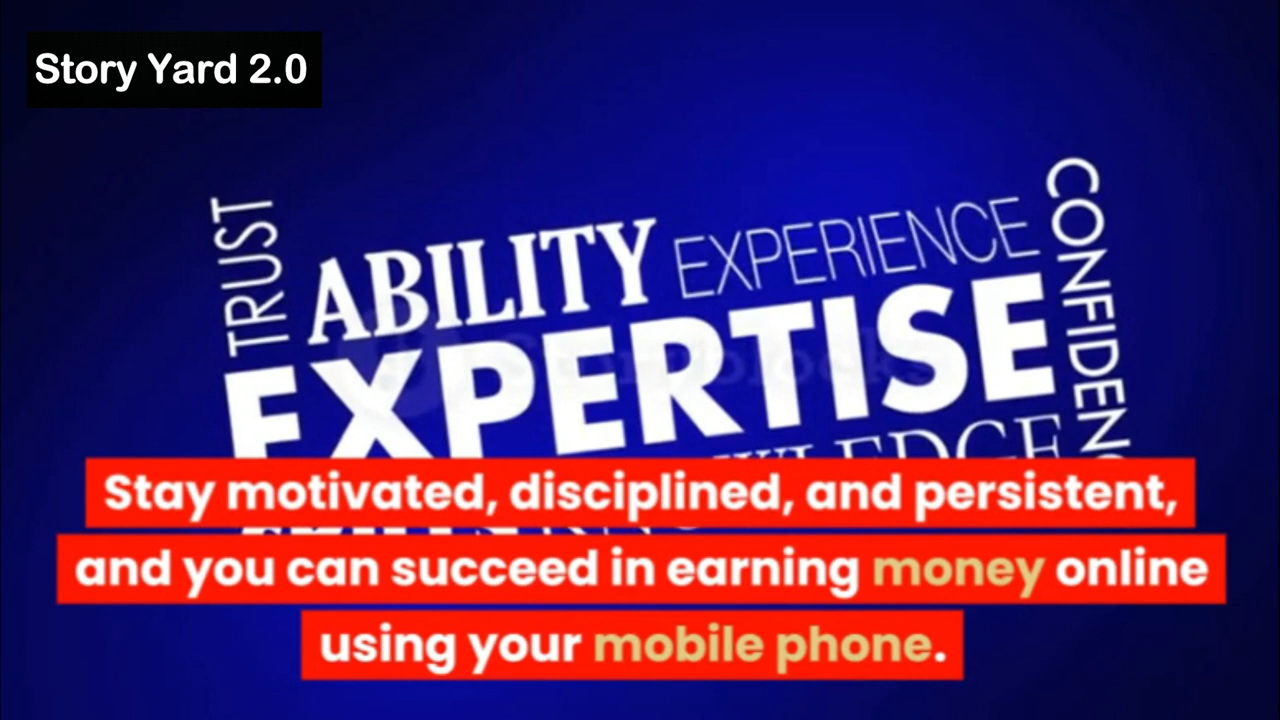 Story Yard 2.0
TRUST
ABILITY
EXPERIENCE
CONFIDENC
EXPERTISE
Stay motivated, disciplined, and persistent,
and you can succeed in earning money online
using your mobile phone.